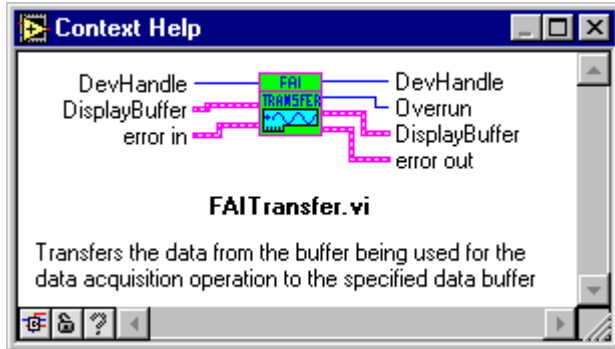 Context Help
DevHandle FAI DevHandle
DisplayBuffer TRANSFER Overrun
error in DisplayBuffer
error out
FAITransfer.vi
Transfers the data from the buffer being used for the
data acquisition operation to the specified data buffer
?